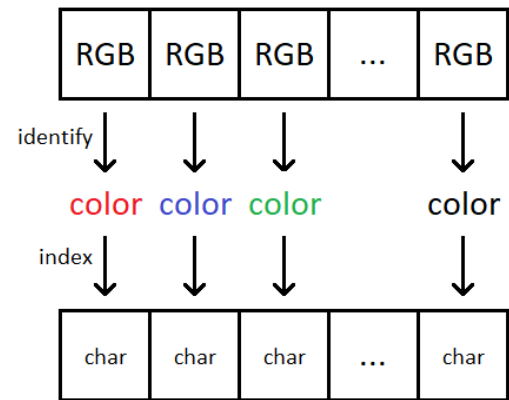 RGB RGB RGB ... RGB
identify
color color color color
index
char char char ... char